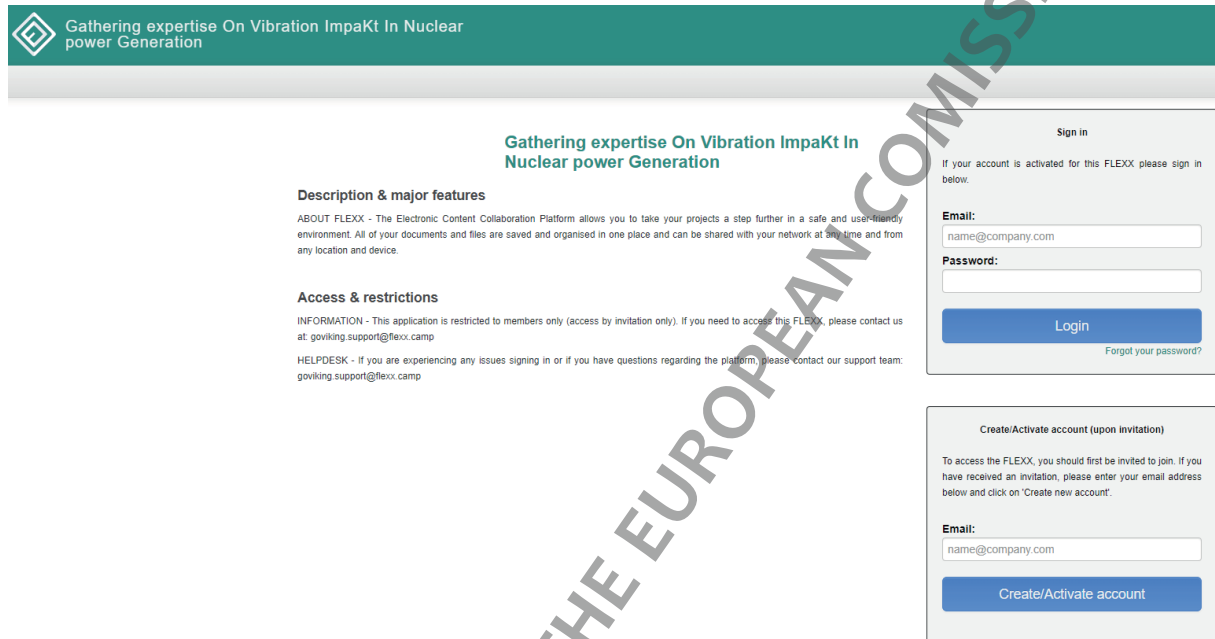 Gathering expertise On Vibration ImpaKt In Nuclear
power Generation
Gathering expertise On Vibration ImpaKt In
Nuclear power Generation
Description & major features
ABOUT FLEXX - The Electronic Content Collaboration Platform allows you to take your projects a step further in a safe and user-friendly
environment. All of your documents and files are saved and organised in one place and can be shared with your network at any time and from
any location and device.
Access & restrictions
INFORMATION - This application is restricted to members only (access by invitation only). If you need to access this FLEXX, please contact us
at: goviking.support@flexx.camp
HELPDESK - If you are experiencing any issues signing in or if you have questions regarding the platform, please contact our support team:
goviking.support@flexx.camp
Sign in
If your account is activated for this FLEXX please sign in
below.
Email:
name@company.com
Password:
Login
Forgot your password?
Create/Activate account (upon invitation)
To access the FLEXX, you should first be invited to join. If you
have received an invitation, please enter your email address
below and click on 'Create new account'.
Email:
name@company.com
Create/Activate account
THE EUROPEAN COMISS